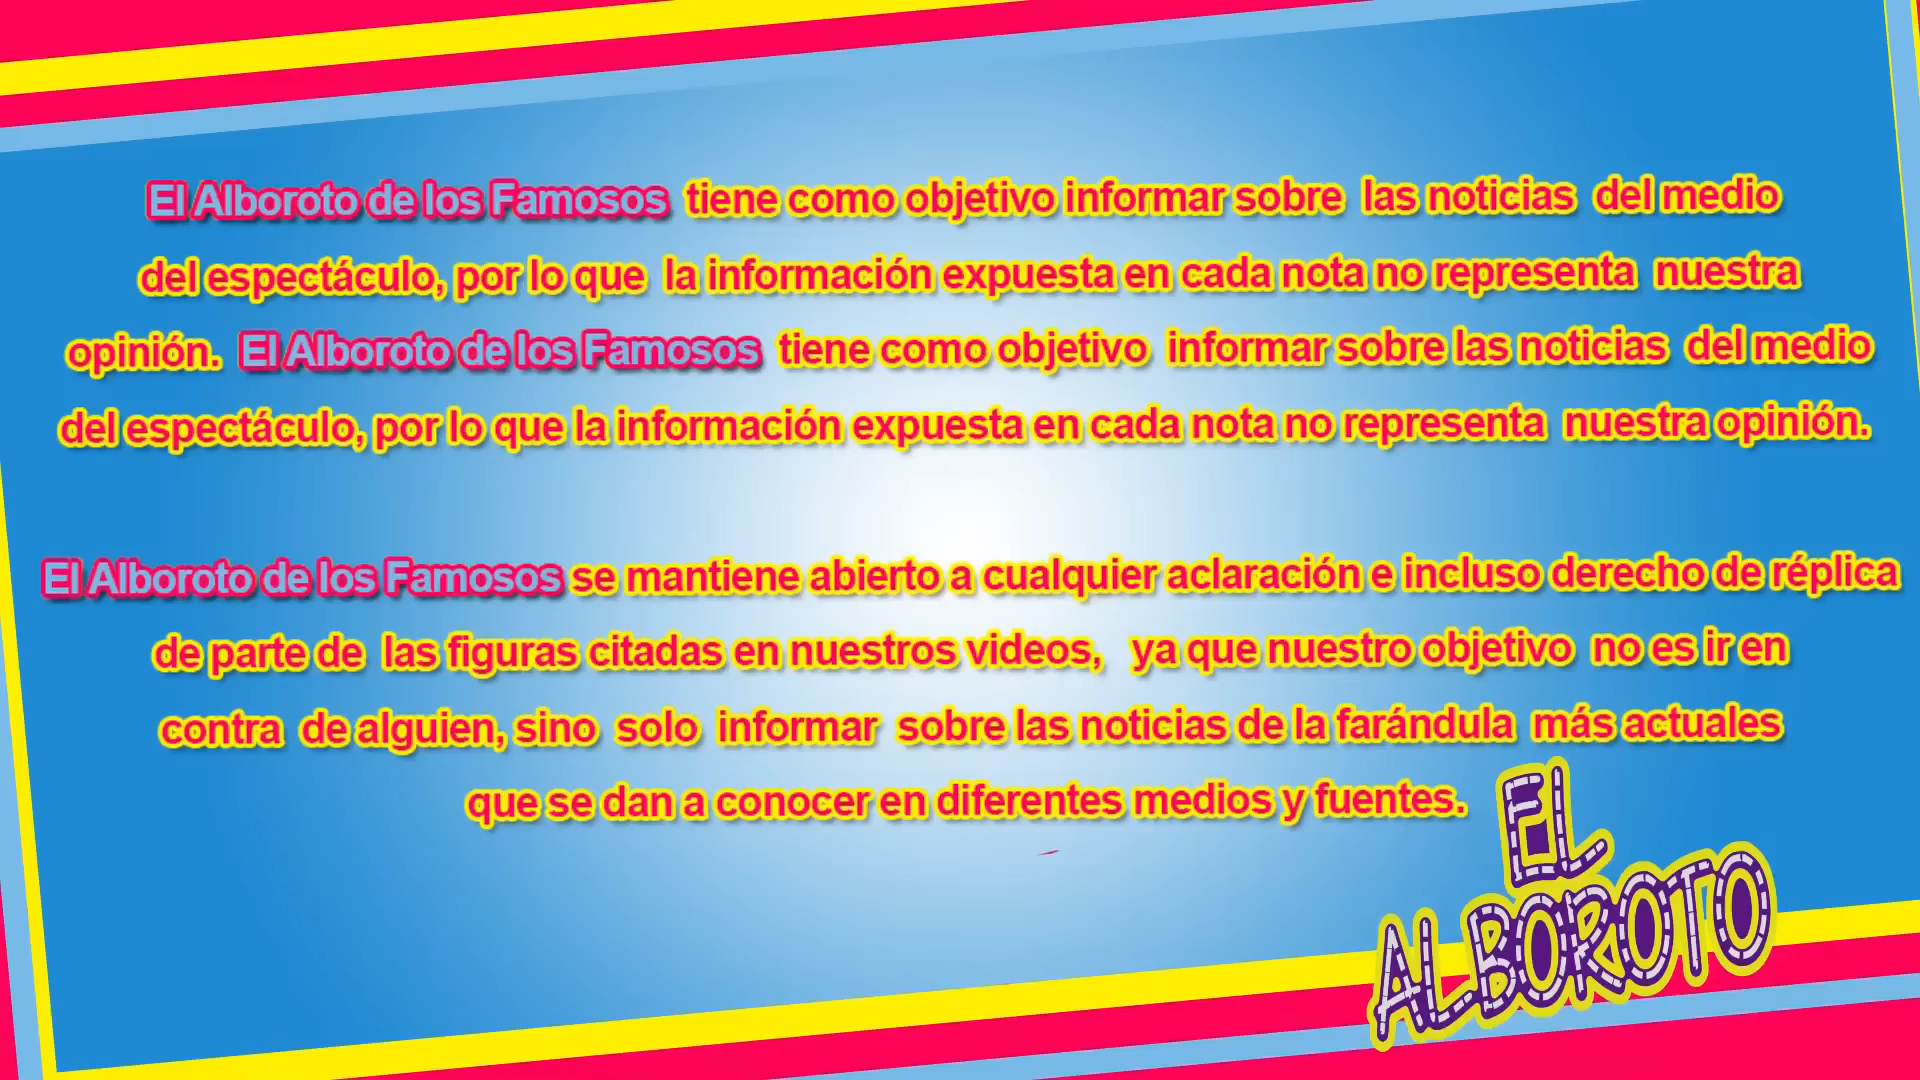 El Alboroto de los Famosos tiene como objetivo informar sobre las noticias del medio
del espectáculo, por lo que la información expuesta en cada nota no representa nuestra
opinión. El Alboroto de los Famosos tiene como objetivo informar sobre las noticias del medio
del espectáculo, por lo que la información expuesta en cada nota no representa nuestra opinión.
El Alboroto de los Famosos se mantiene abierto a cualquier aclaración e incluso derecho de réplica
de parte de las figuras citadas en nuestros videos, ya que nuestro objetivo no es ir en
contra de alguien, sino solo informar sobre las noticias de la farándula más actuales
que se dan a conocer en diferentes medios y fuentes.
EL
ALBOROTO